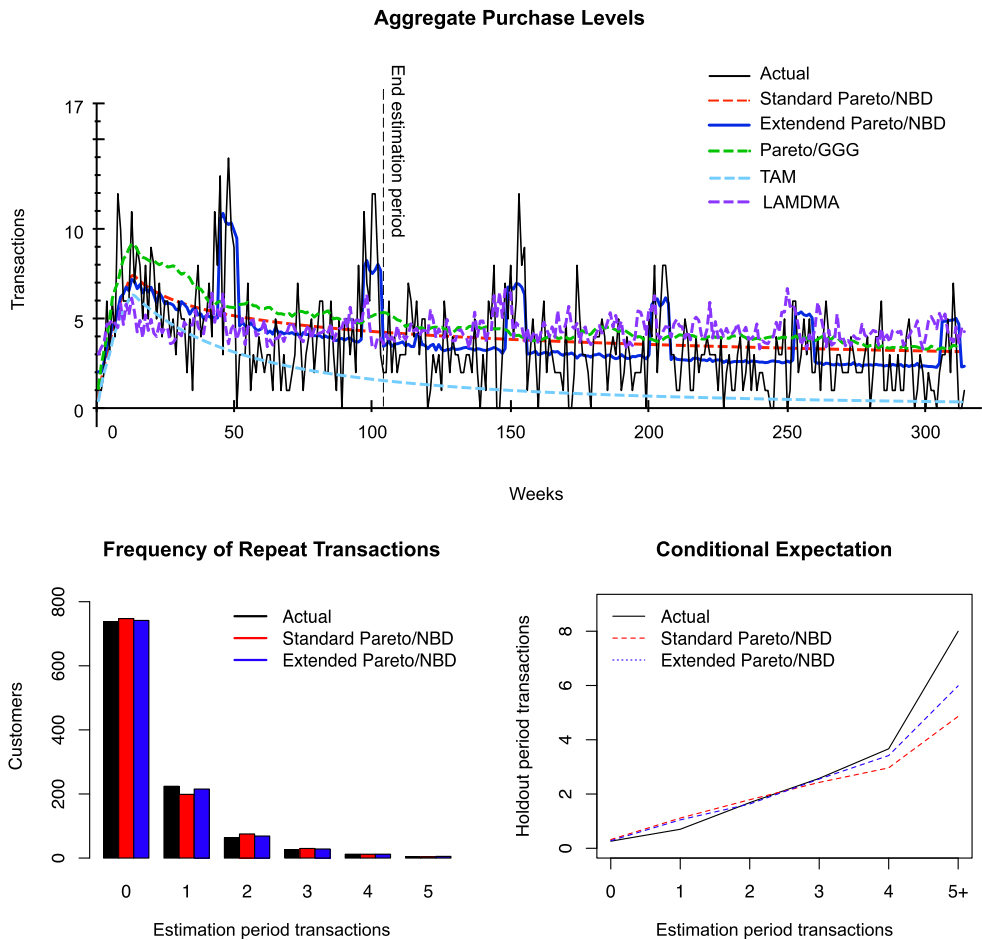 Aggregate Purchase Levels
End estimation period
Actual
Standard Pareto/NBD
Extendend Pareto/NBD
Pareto/GGG
TAM
LAMDMA
Transactions
17
10
5
0
0 50 100 150 200 250 300
Weeks
Frequency of Repeat Transactions
Actual
Standard Pareto/NBD
Extended Pareto/NBD
Customers
800
600
400
200
0
0 1 2 3 4 5
Estimation period transactions
Conditional Expectation
Actual
Standard Pareto/NBD
Extended Pareto/NBD
Holdout period transactions
8
6
4
2
0
0 1 2 3 4 5+
Estimation period transactions